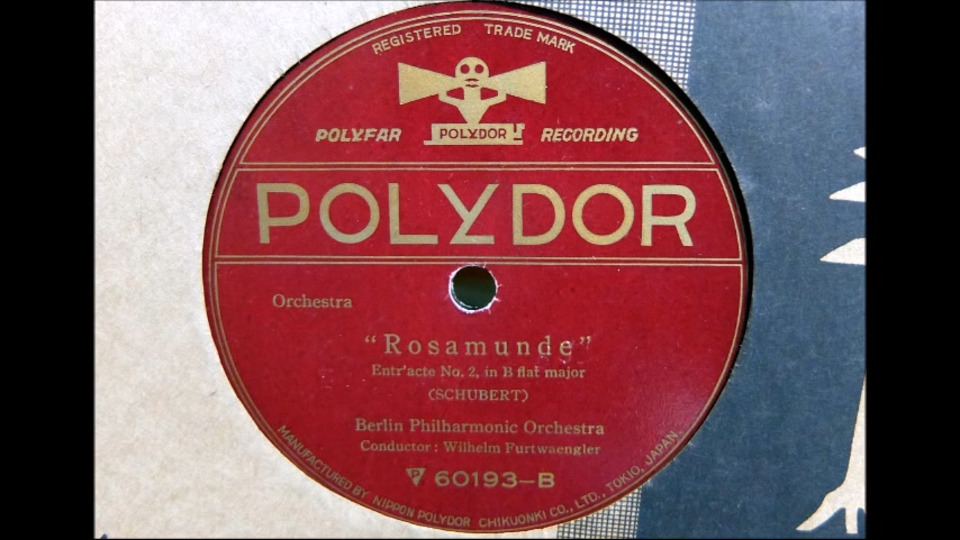 REGISTERED TRADE MARK
POLYFAR POLYDOR RECORDING
POLYDOR
Orchestra
“Rosamunde”
Entr'acte No. 2, in B flat major
(SCHUBERT)
Berlin Philharmonic Orchestra
Conductor: Wilhelm Furtwaengler
P 60193-B
MANUFACTURED BY NIPPON POLYDOR CHIKUONKI CO., LTD., TOKIO, JAPAN.